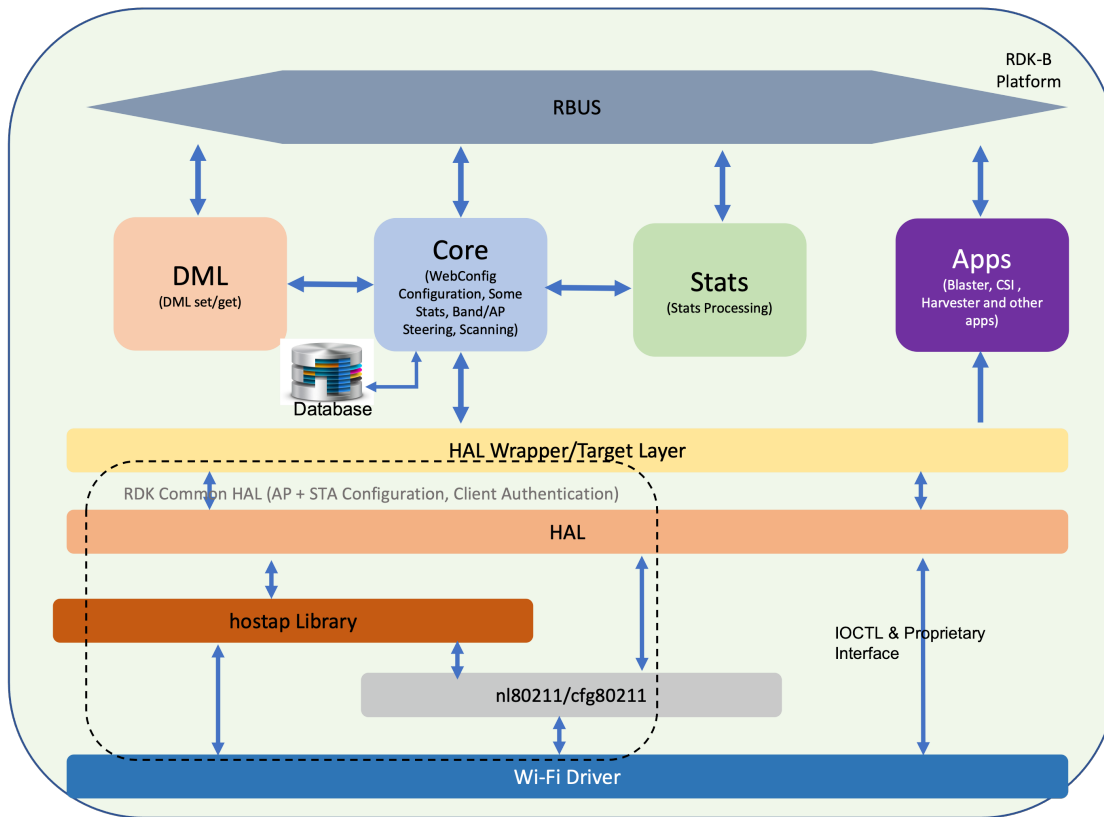 RDK-B
Platform
RBUS
DML
(DML set/get)
Core
(WebConfig
Configuration, Some
Stats, Band/AP
Steering, Scanning)
Stats
(Stats Processing)
Apps
(Blaster, CSI ,
Harvester and other
apps)
Database
HAL Wrapper/Target Layer
RDK Common HAL (AP + STA Configuration, Client Authentication)
HAL
hostap Library
IOCTL & Proprietary
Interface
nl80211/cfg80211
Wi-Fi Driver